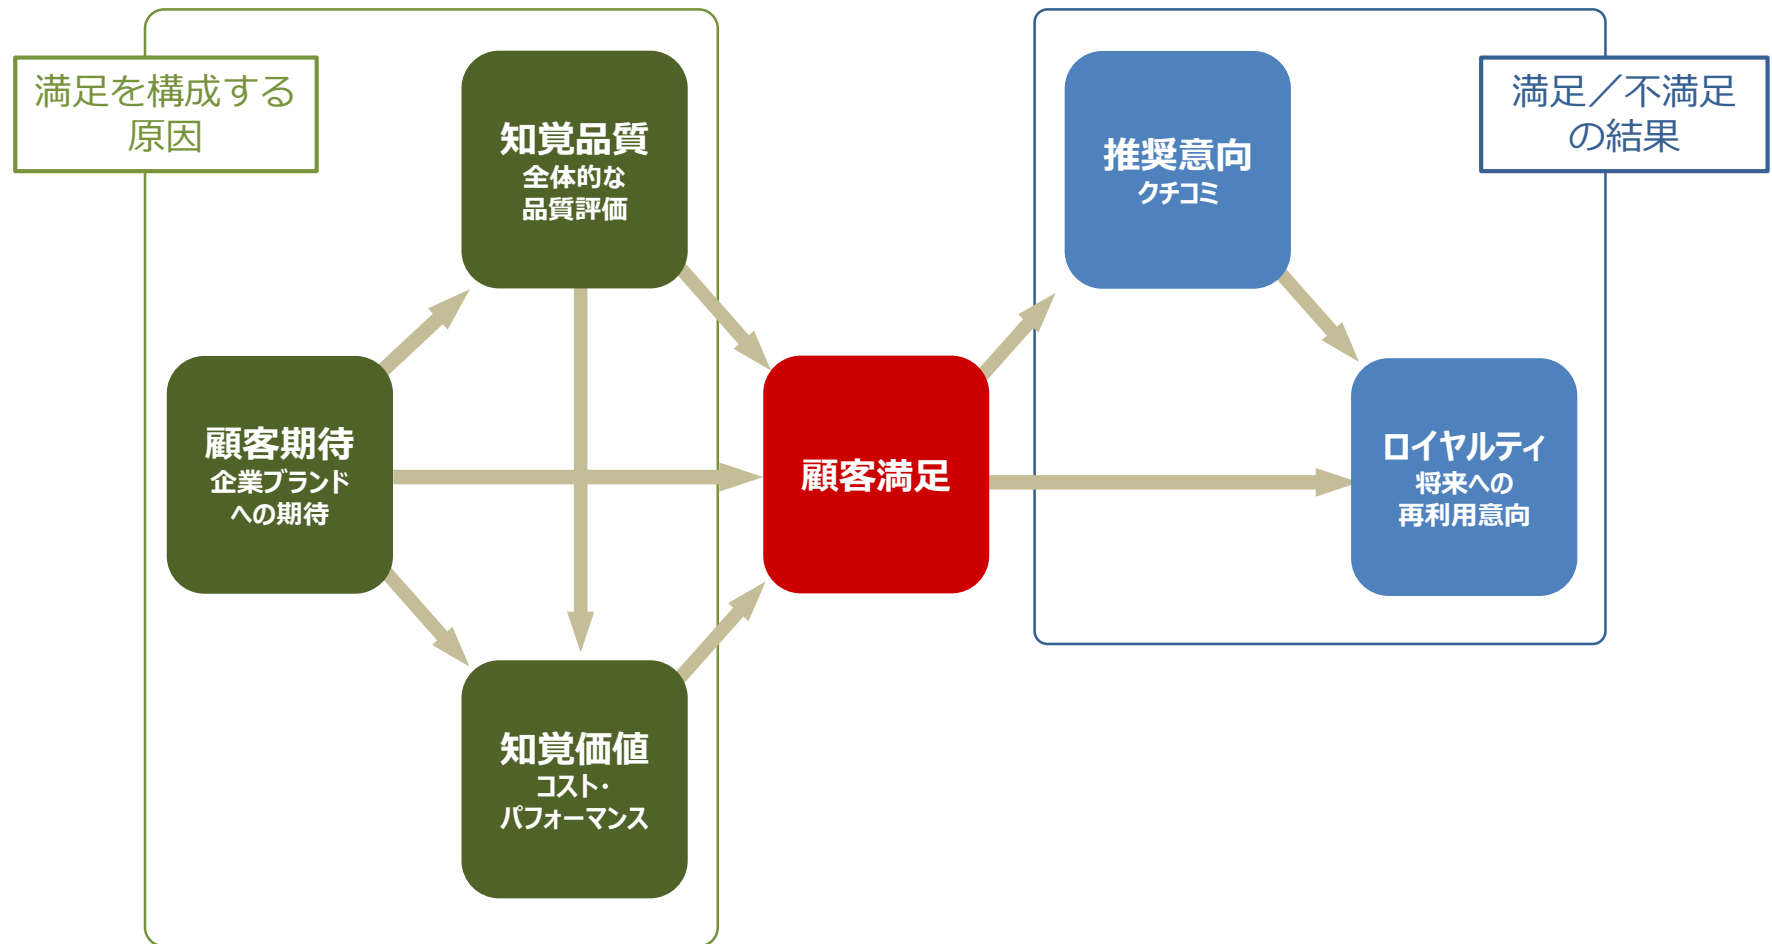 満足を構成する
原因
知覚品質
全体的な
品質評価
顧客期待
企業ブランド
への期待
知覚価値
コスト・
パフォーマンス
顧客満足
満足／不満足
の結果
推奨意向
クチコミ
ロイヤルティ
将来への
再利用意向